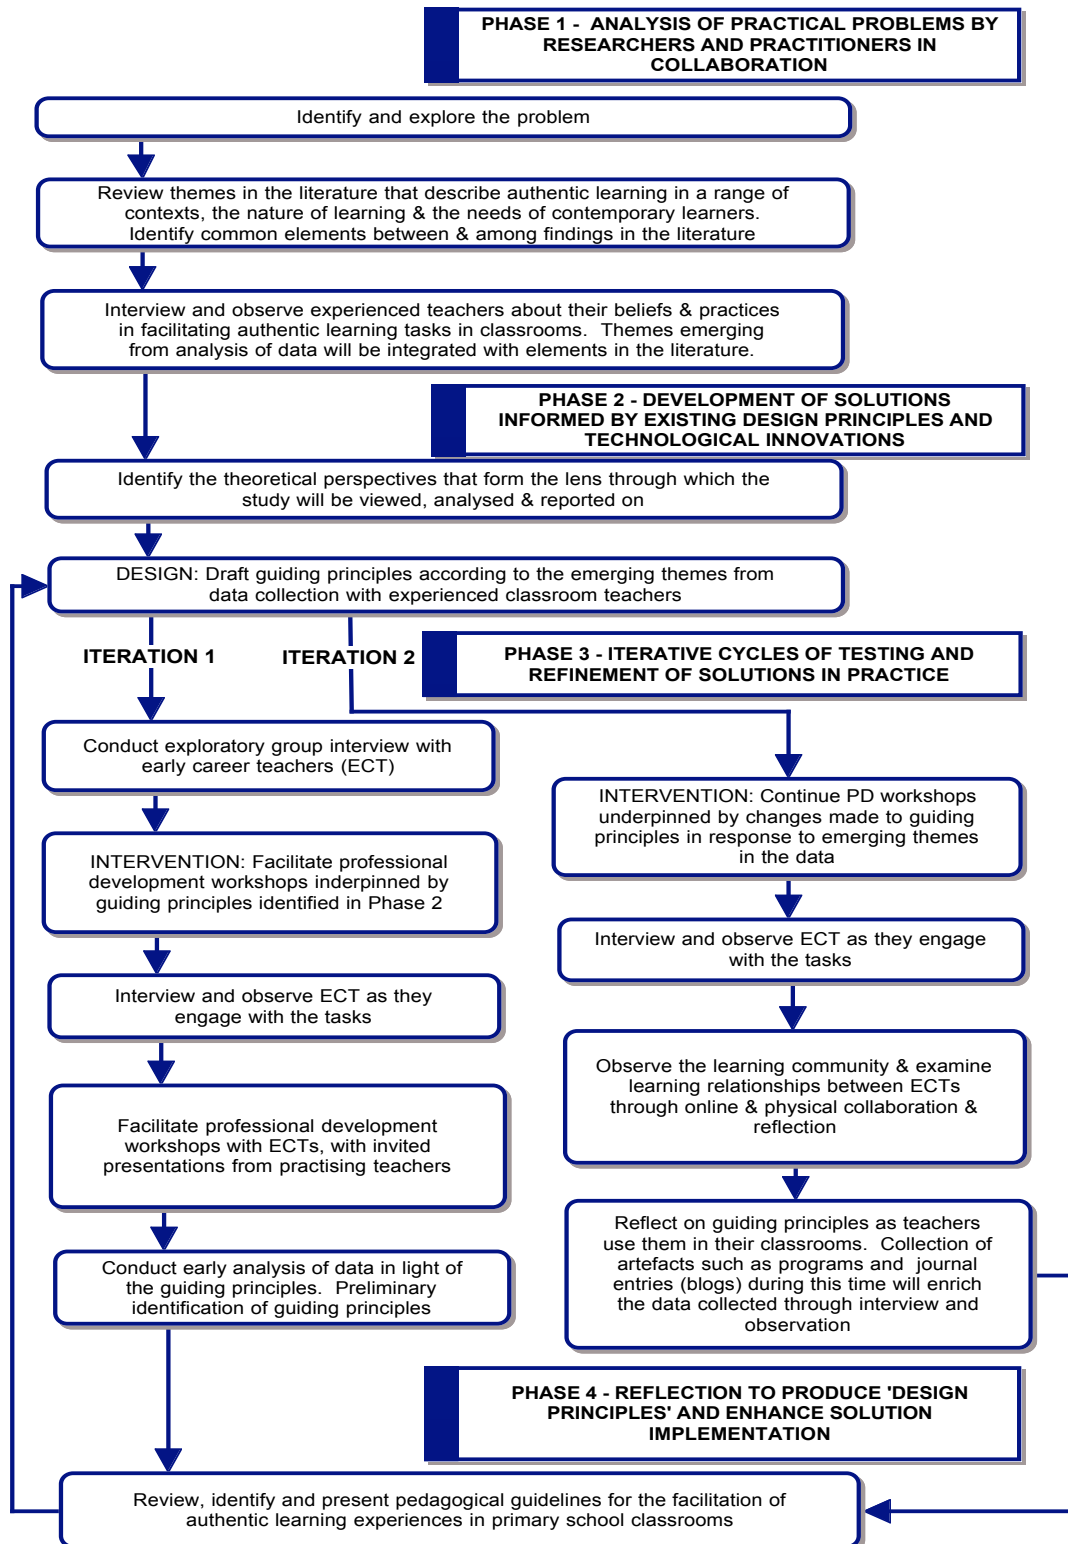 PHASE 1 - ANALYSIS OF PRACTICAL PROBLEMS BY
RESEARCHERS AND PRACTITIONERS IN
COLLABORATION
Identify and explore the problem
Review themes in the literature that describe authentic learning in a range of
contexts, the nature of learning & the needs of contemporary learners.
Identify common elements between & among findings in the literature
Interview and observe experienced teachers about their beliefs & practices
in facilitating authentic learning tasks in classrooms. Themes emerging
from analysis of data will be integrated with elements in the literature.
PHASE 2 - DEVELOPMENT OF SOLUTIONS
INFORMED BY EXISTING DESIGN PRINCIPLES AND
TECHNOLOGICAL INNOVATIONS
Identify the theoretical perspectives that form the lens through which the
study will be viewed, analysed & reported on
DESIGN: Draft guiding principles according to the emerging themes from
data collection with experienced classroom teachers
ITERATION 1
ITERATION 2
PHASE 3 - ITERATIVE CYCLES OF TESTING AND
REFINEMENT OF SOLUTIONS IN PRACTICE
Conduct exploratory group interview with
early career teachers (ECT)
INTERVENTION: Facilitate professional
development workshops inderpinned by
guiding principles identified in Phase 2
Interview and observe ECT as they
engage with the tasks
Facilitate professional development
workshops with ECTs, with invited
presentations from practising teachers
Conduct early analysis of data in light of
the guiding principles. Preliminary
identification of guiding principles
INTERVENTION: Continue PD workshops
underpinned by changes made to guiding
principles in response to emerging themes
in the data
Interview and observe ECT as they engage
with the tasks
Observe the learning community & examine
learning relationships between ECTs
through online & physical collaboration &
reflection
Reflect on guiding principles as teachers
use them in their classrooms. Collection of
artefacts such as programs and journal
entries (blogs) during this time will enrich
the data collected through interview and
observation
PHASE 4 - REFLECTION TO PRODUCE 'DESIGN
PRINCIPLES' AND ENHANCE SOLUTION
IMPLEMENTATION
Review, identify and present pedagogical guidelines for the facilitation of
authentic learning experiences in primary school classrooms